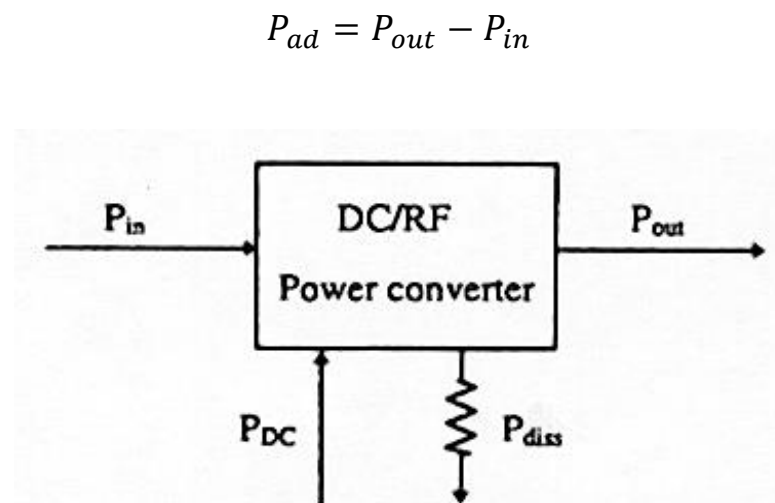 P_ad = P_out − P_in
P_in
DC/RF
P_out
Power converter
P_DC
P_diss